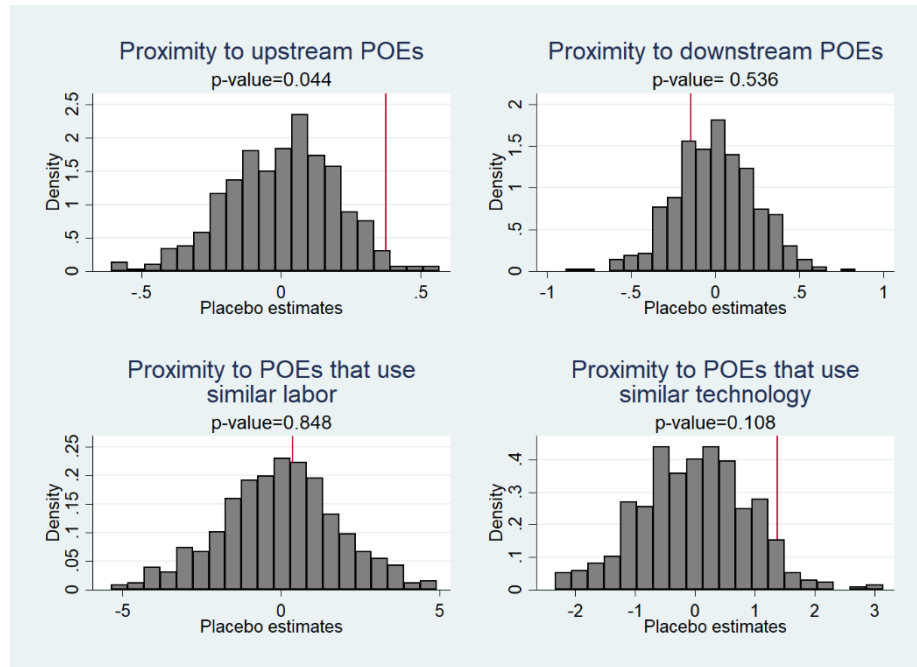 Proximity to upstream POEs
p-value=0.044
Density
0 .5 1 1.5 2 2.5
-.5 0 .5
Placebo estimates
Proximity to downstream POEs
p-value= 0.536
Density
0 .5 1 1.5 2
-1 -.5 0 .5 1
Placebo estimates
Proximity to POEs that use
similar labor
p-value=0.848
Density
0 .05 .1 .15 .2 .25
-5 0 5
Placebo estimates
Proximity to POEs that use
similar technology
p-value=0.108
Density
0 .1 .2 .3 .4
-2 -1 0 1 2 3
Placebo estimates